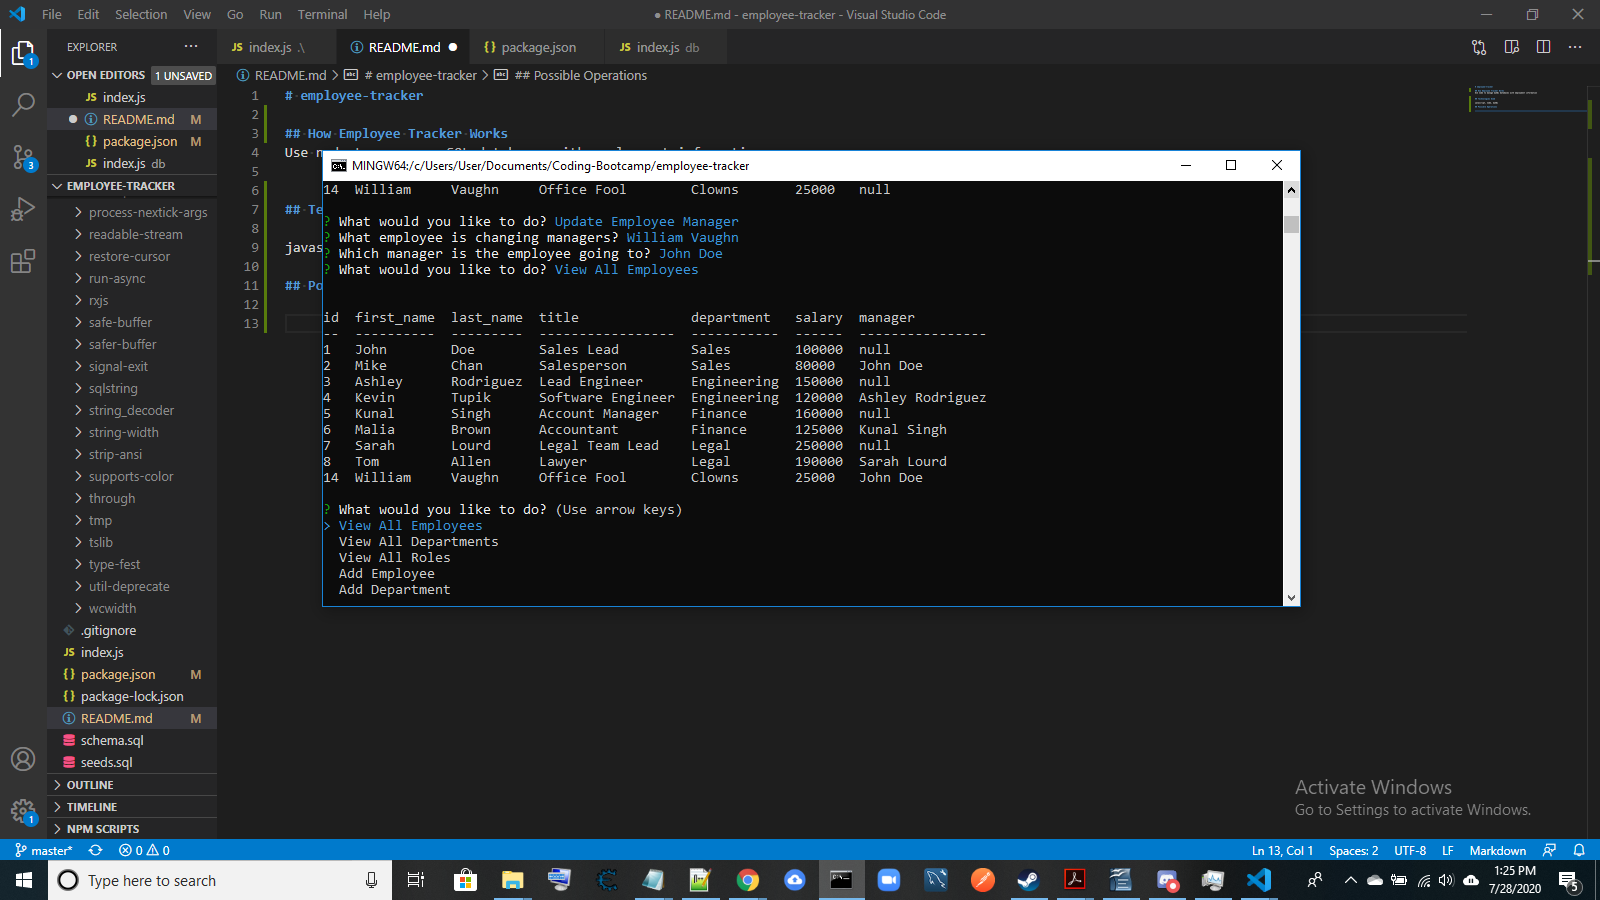 File Edit Selection View Go Run Terminal Help
● README.md - employee-tracker - Visual Studio Code
EXPLORER ···
JS index.js .\
README.md ●
{} package.json
JS index.js db
OPEN EDITORS 1 UNSAVED
JS index.js
● README.md M
{} package.json M
JS index.js db
EMPLOYEE-TRACKER
process-nextick-args
readable-stream
restore-cursor
run-async
rxjs
safe-buffer
safer-buffer
signal-exit
sqlstring
string_decoder
string-width
strip-ansi
supports-color
through
tmp
tslib
type-fest
util-deprecate
wcwidth
.gitignore
JS index.js
{} package.json M
{} package-lock.json
README.md M
schema.sql
seeds.sql
OUTLINE
TIMELINE
NPM SCRIPTS
1
3
1
README.md > # employee-tracker > ## Possible Operations
1 # employee-tracker
2
3 ## How Employee Tracker Works
4 Use
5
6
7 ## Te
8
9 javas
10
11 ## Po
12
13
MINGW64:/c/Users/User/Documents/Coding-Bootcamp/employee-tracker
14 William Vaughn Office Fool Clowns 25000 null
? What would you like to do? Update Employee Manager
? What employee is changing managers? William Vaughn
? Which manager is the employee going to? John Doe
? What would you like to do? View All Employees
id first_name last_name title department salary manager
-- ---------- --------- ----------------- ----------- ------ ----------------
1 John Doe Sales Lead Sales 100000 null
2 Mike Chan Salesperson Sales 80000 John Doe
3 Ashley Rodriguez Lead Engineer Engineering 150000 null
4 Kevin Tupik Software Engineer Engineering 120000 Ashley Rodriguez
5 Kunal Singh Account Manager Finance 160000 null
6 Malia Brown Accountant Finance 125000 Kunal Singh
7 Sarah Lourd Legal Team Lead Legal 250000 null
8 Tom Allen Lawyer Legal 190000 Sarah Lourd
14 William Vaughn Office Fool Clowns 25000 John Doe
? What would you like to do? (Use arrow keys)
> View All Employees
View All Departments
View All Roles
Add Employee
Add Department
Activate Windows
Go to Settings to activate Windows.
master* 0 0 Ln 13, Col 1 Spaces: 2 UTF-8 LF Markdown
Type here to search
1:25 PM
7/28/2020
5